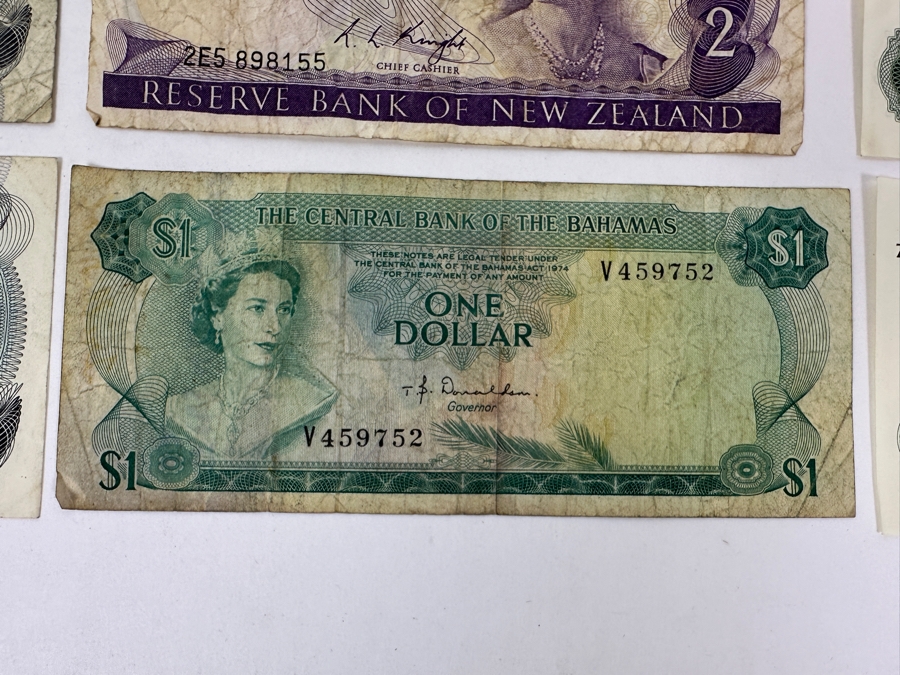 2E5 898155
K. L. Knight
CHIEF CASHIER
2
RESERVE BANK OF NEW ZEALAND
$1 THE CENTRAL BANK OF THE BAHAMAS $1
THESE NOTES ARE LEGAL TENDER UNDER
THE CENTRAL BANK OF THE BAHAMAS ACT 1974
FOR THE PAYMENT OF ANY AMOUNT
V459752
ONE
DOLLAR
T. B. Donaldson.
Governor
V459752
$1 $1